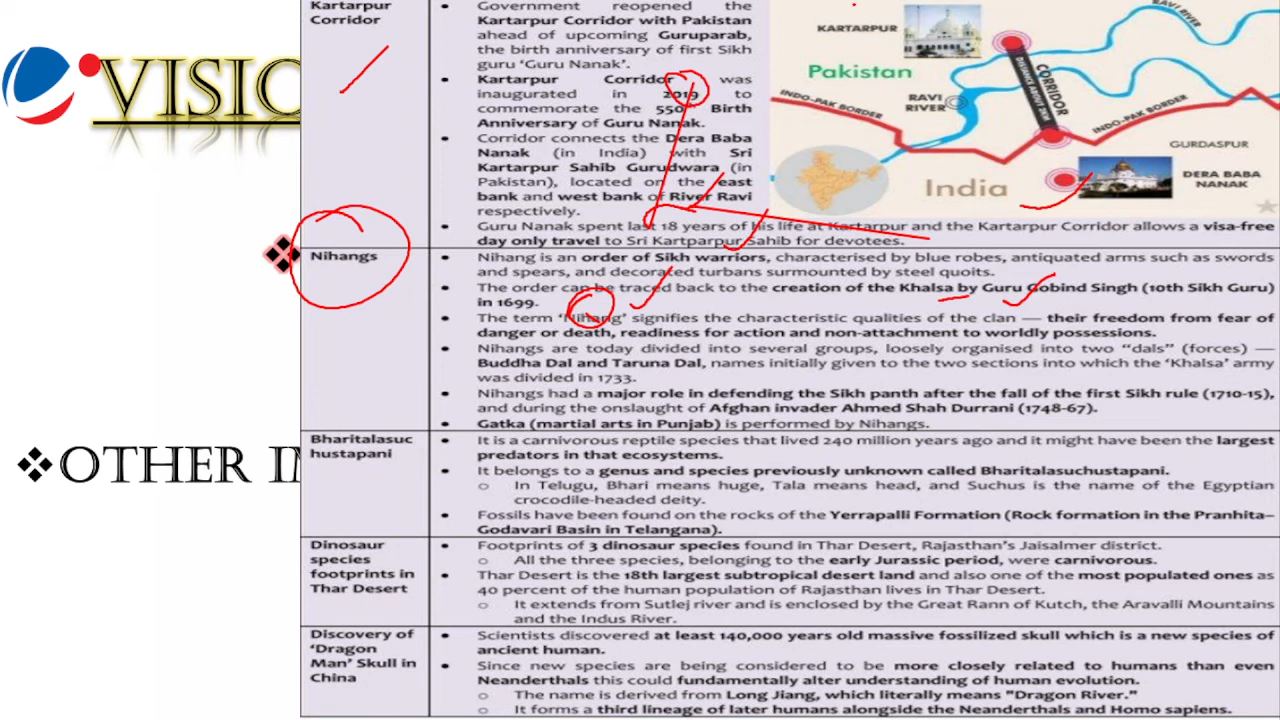 VISIO
OTHER IM
Kartarpur
Corridor
• Government reopened the
Kartarpur Corridor with Pakistan
ahead of upcoming Guruparab,
the birth anniversary of first Sikh
guru 'Guru Nanak'.
• Kartarpur Corridor was
inaugurated in 2019 to
commemorate the 550th Birth
Anniversary of Guru Nanak.
• Corridor connects the Dera Baba
Nanak (in India) with Sri
Kartarpur Sahib Gurudwara (in
Pakistan), located on the east
bank and west bank of River Ravi
respectively.
• Guru Nanak spent last 18 years of his life at Kartarpur and the Kartarpur Corridor allows a visa-free
day only travel to Sri Kartparpur Sahib for devotees.
KARTARPUR
RAVI RIVER
Pakistan
RAVI
RIVER
CORRIDOR
INDO-PAK BORDER
INDO-PAK BORDER
GURDASPUR
DERA BABA
NANAK
India
Nihangs
• Nihang is an order of Sikh warriors, characterised by blue robes, antiquated arms such as swords
and spears, and decorated turbans surmounted by steel quoits.
• The order can be traced back to the creation of the Khalsa by Guru Gobind Singh (10th Sikh Guru)
in 1699.
• The term 'Nihang' signifies the characteristic qualities of the clan — their freedom from fear of
danger or death, readiness for action and non-attachment to worldly possessions.
• Nihangs are today divided into several groups, loosely organised into two "dals" (forces) —
Buddha Dal and Taruna Dal, names initially given to the two sections into which the 'Khalsa' army
was divided in 1733.
• Nihangs had a major role in defending the Sikh panth after the fall of the first Sikh rule (1710-15),
and during the onslaught of Afghan invader Ahmed Shah Durrani (1748-67).
• Gatka (martial arts in Punjab) is performed by Nihangs.
Bharitalasuc
hustapani
• It is a carnivorous reptile species that lived 240 million years ago and it might have been the largest
predators in that ecosystems.
• It belongs to a genus and species previously unknown called Bharitalasuchustapani.
o In Telugu, Bhari means huge, Tala means head, and Suchus is the name of the Egyptian
crocodile-headed deity.
• Fossils have been found on the rocks of the Yerrapalli Formation (Rock formation in the Pranhita–
Godavari Basin in Telangana).
Dinosaur
species
footprints in
Thar Desert
• Footprints of 3 dinosaur species found in Thar Desert, Rajasthan's Jaisalmer district.
o All the three species, belonging to the early Jurassic period, were carnivorous.
• Thar Desert is the 18th largest subtropical desert land and also one of the most populated ones as
40 percent of the human population of Rajasthan lives in Thar Desert.
o It extends from Sutlej river and is enclosed by the Great Rann of Kutch, the Aravalli Mountains
and the Indus River.
Discovery of
'Dragon
Man' Skull in
China
• Scientists discovered at least 140,000 years old massive fossilized skull which is a new species of
ancient human.
• Since new species are being considered to be more closely related to humans than even
Neanderthals this could fundamentally alter understanding of human evolution.
o The name is derived from Long Jiang, which literally means "Dragon River."
o It forms a third lineage of later humans alongside the Neanderthals and Homo sapiens.